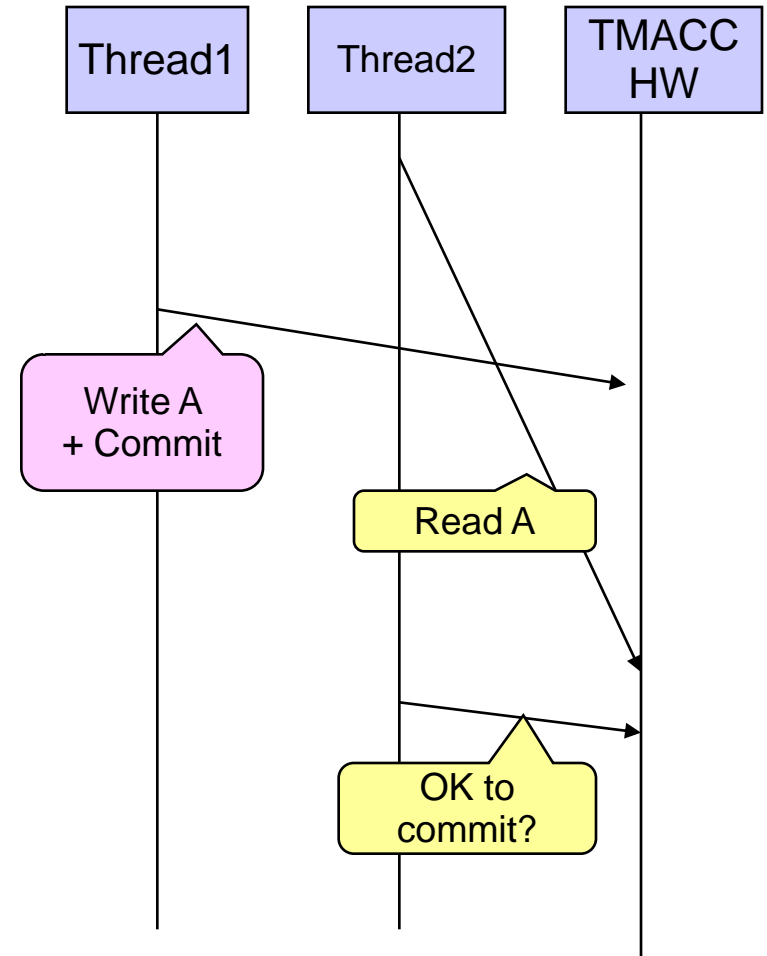 Thread1
Thread2
TMACC
HW
Write A
+ Commit
Read A
OK to
commit?